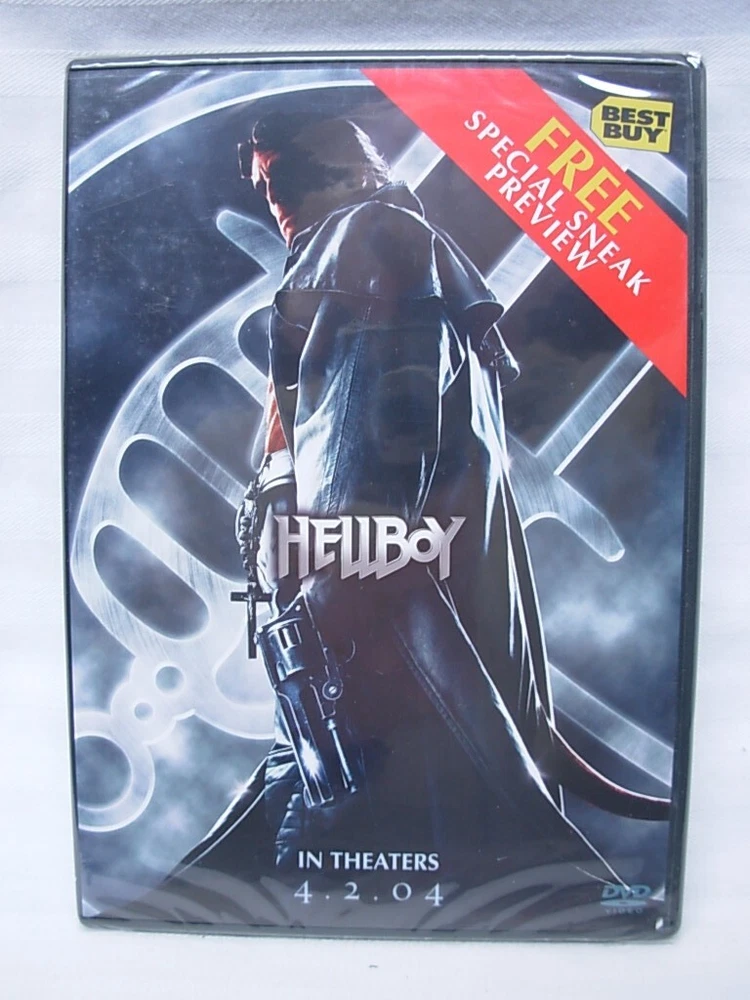 BEST
BUY
FREE
SPECIAL SNEAK
PREVIEW
HELLBOY
IN THEATERS
4.2.04
DVD
VIDEO